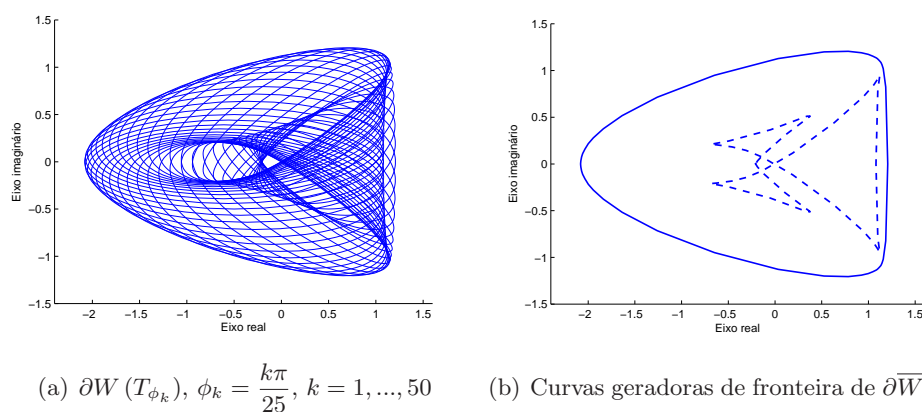 1.5
1
0.5
0
−0.5
−1
−1.5
Eixo imaginário
−2 −1.5 −1 −0.5 0 0.5 1 1.5
Eixo real
1.5
1
0.5
0
−0.5
−1
−1.5
Eixo imaginário
−2 −1.5 −1 −0.5 0 0.5 1 1.5
Eixo real
(a) ∂W (T_{ϕ_k}), ϕ_k = kπ/25, k = 1, ..., 50
(b) Curvas geradoras de fronteira de ∂W̅